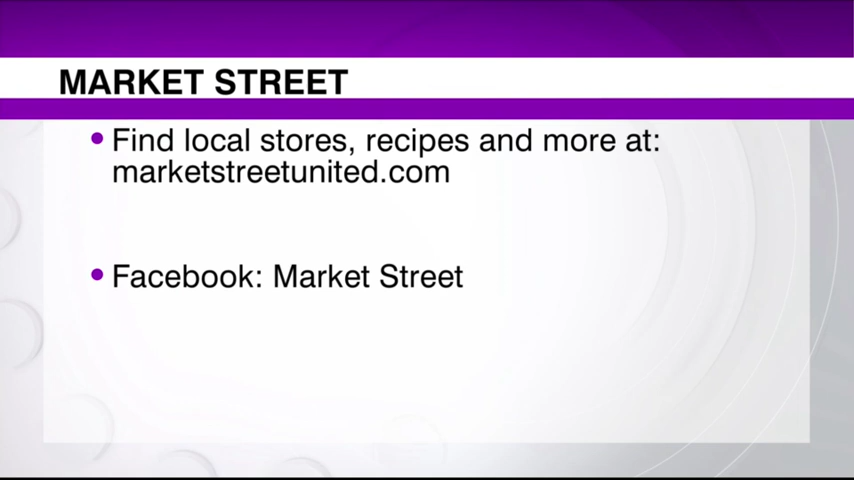 MARKET STREET
• Find local stores, recipes and more at:
marketstreetunited.com
• Facebook: Market Street